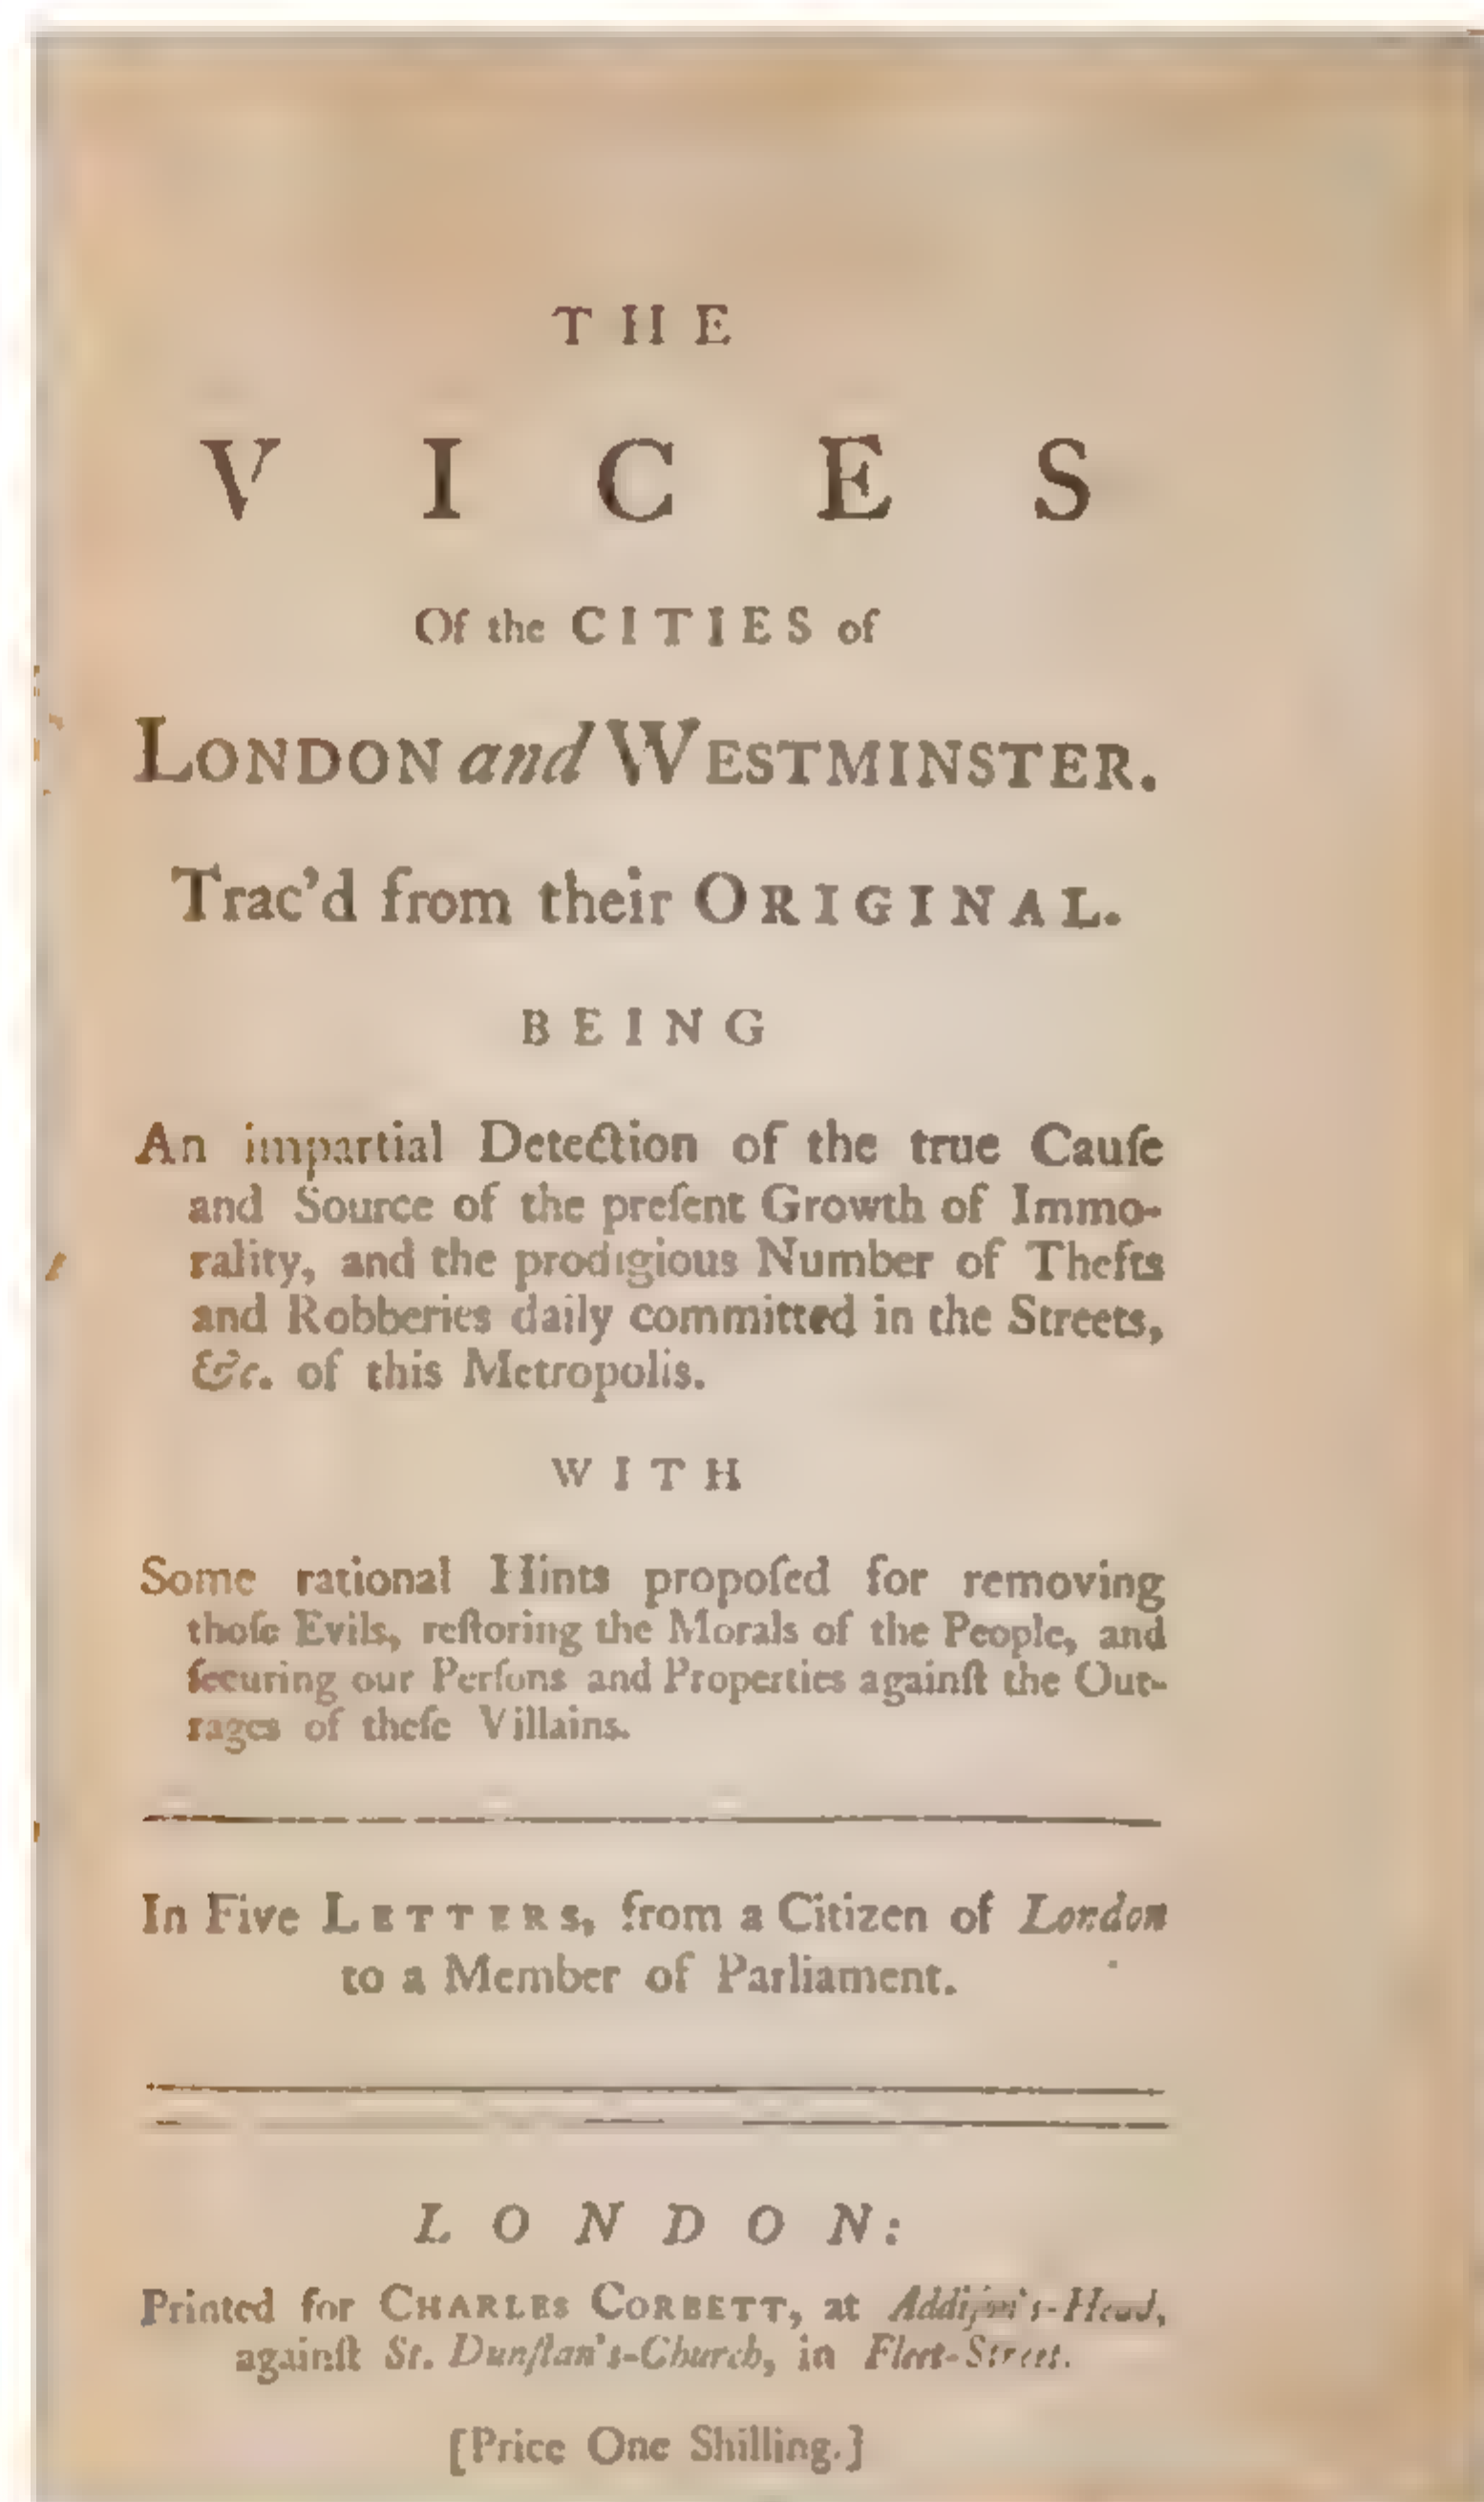 THE
VICES
Of the CITIES of
LONDON and WESTMINSTER.
Trac'd from their ORIGINAL.
BEING
An impartial Detection of the true Cauſe
and Source of the preſent Growth of Immo-
rality, and the prodigious Number of Thefts
and Robberies daily committed in the Streets,
&c. of this Metropolis.
WITH
Some rational Hints propoſed for removing
thoſe Evils, reſtoring the Morals of the People, and
ſecuring our Perſons and Properties againſt the Out-
rages of theſe Villains.
In Five LETTERS, from a Citizen of London
to a Member of Parliament.
LONDON:
Printed for CHARLES CORBETT, at Addiſon's-Head,
againſt St. Dunſtan's-Church, in Fleet-Street.
[Price One Shilling.]